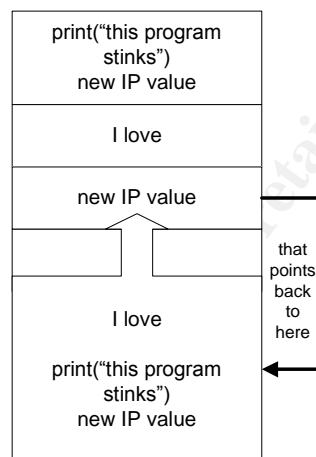 print(“this program
stinks”)
new IP value
I love
new IP value
that
points
back
to
here
I love
print(“this program
stinks”)
new IP value